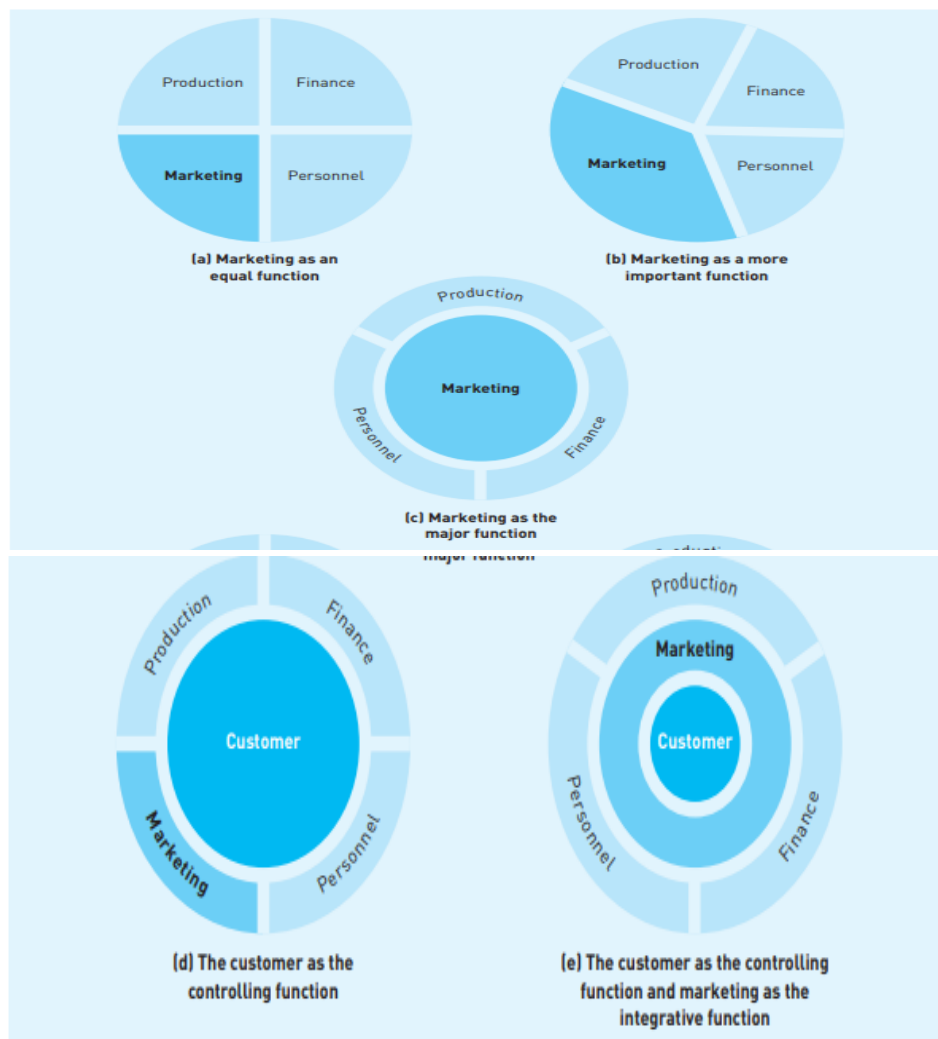 Production
Finance
Marketing
Personnel
(a) Marketing as an
equal function
Production
Finance
Marketing
Personnel
(b) Marketing as a more
important function
Production
Marketing
Personnel
Finance
(c) Marketing as the
major function
major function
Production
Finance
Customer
Marketing
Personnel
(d) The customer as the
controlling function
Production
Marketing
Customer
Personnel
Finance
(e) The customer as the controlling
function and marketing as the
integrative function